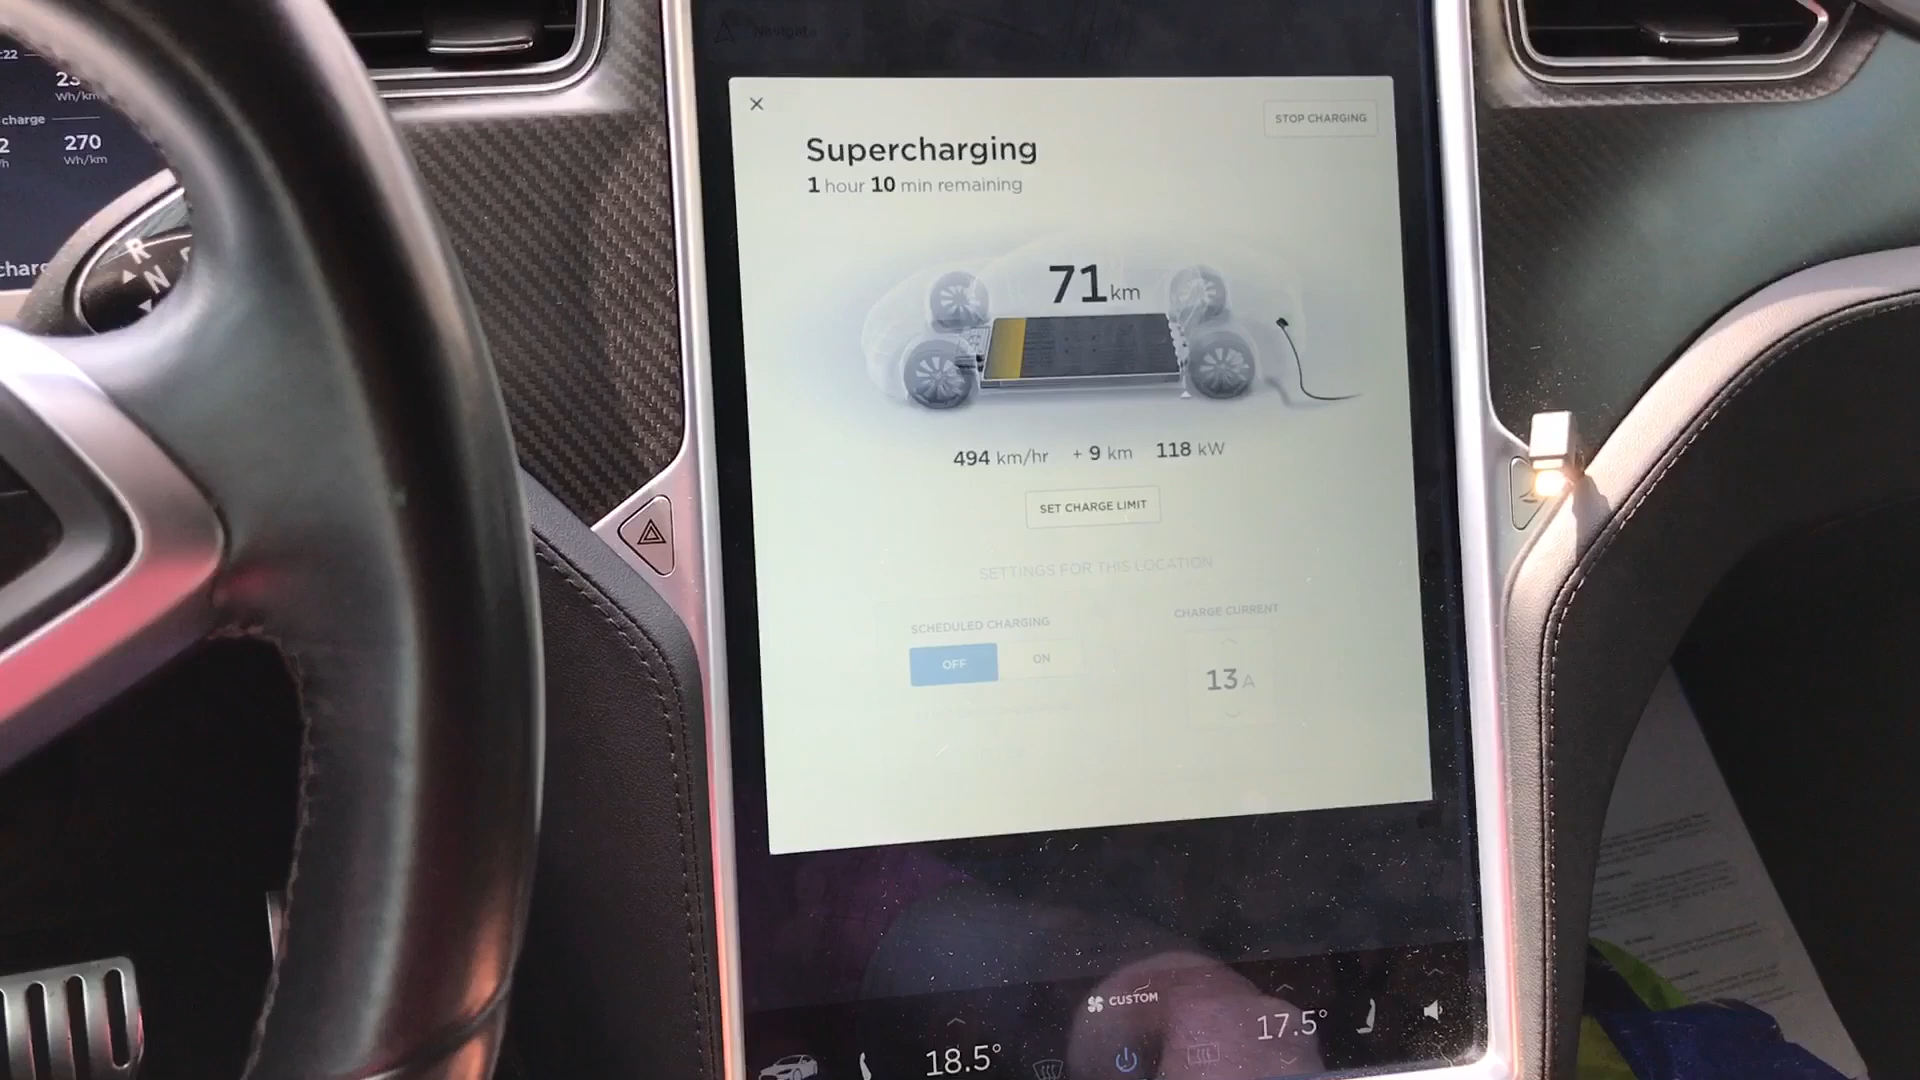 :22
Wh/km
charge
270
Wh/km
R
N
Navigate
STOP CHARGING
Supercharging
1 hour 10 min remaining
71 km
494 km/hr + 9 km 118 kW
SET CHARGE LIMIT
SETTINGS FOR THIS LOCATION
SCHEDULED CHARGING
OFF ON
CHARGE CURRENT
13 A
CUSTOM
18.5°
17.5°